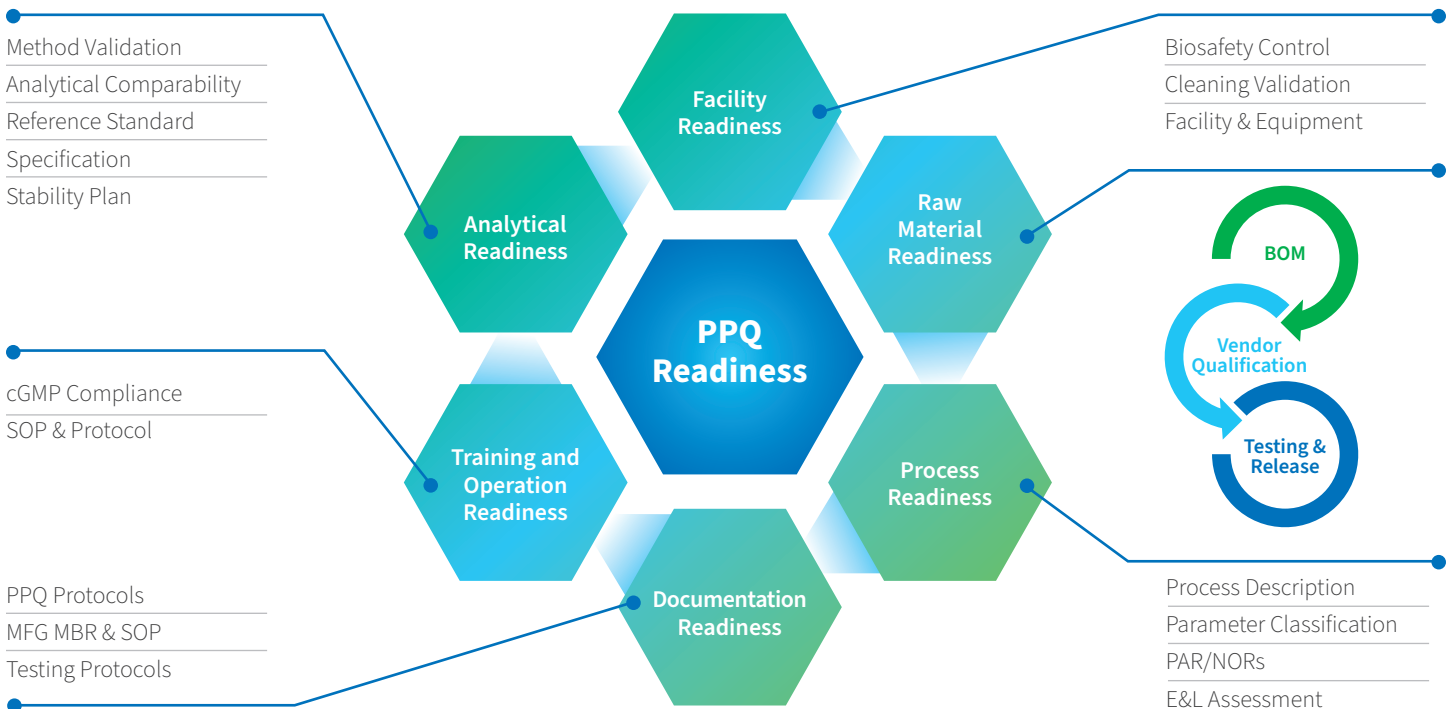 Method Validation
Analytical Comparability
Reference Standard
Specification
Stability Plan
Facility
Readiness
Biosafety Control
Cleaning Validation
Facility & Equipment
Analytical
Readiness
Raw
Material
Readiness
BOM
Vendor
Qualification
Testing &
Release
PPQ
Readiness
cGMP Compliance
SOP & Protocol
Training and
Operation
Readiness
Process
Readiness
PPQ Protocols
MFG MBR & SOP
Testing Protocols
Documentation
Readiness
Process Description
Parameter Classification
PAR/NORs
E&L Assessment